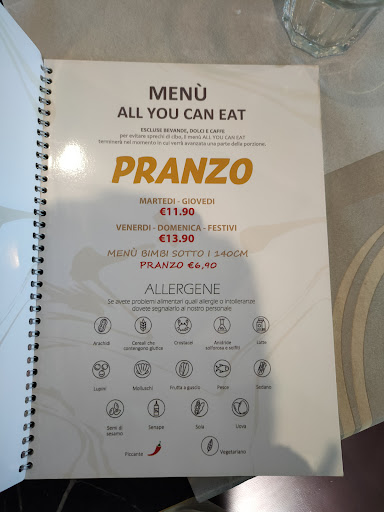 MENÙ
ALL YOU CAN EAT
ESCLUSE BEVANDE, DOLCI E CAFFE
per evitare sprechi di cibo, il menù ALL YOU CAN EAT
terminerà nel momento in cui verrà avanzata una parte della porzione.
PRANZO
MARTEDI - GIOVEDI
€11.90
VENERDI - DOMENICA - FESTIVI
€13.90
MENÙ BIMBI SOTTO I 140CM
PRANZO €6,90
ALLERGENE
Se avete problemi alimentari quali allergie o intolleranze
dovete segnalarlo al nostro personale
Arachidi
Cereali che contengono glutine
Crostacei
Anidride solforosa e solfiti
Latte
Lupini
Molluschi
Frutta a guscio
Pesce
Sedano
Semi di sesamo
Senape
Soia
Uova
Piccante
Vegetariano